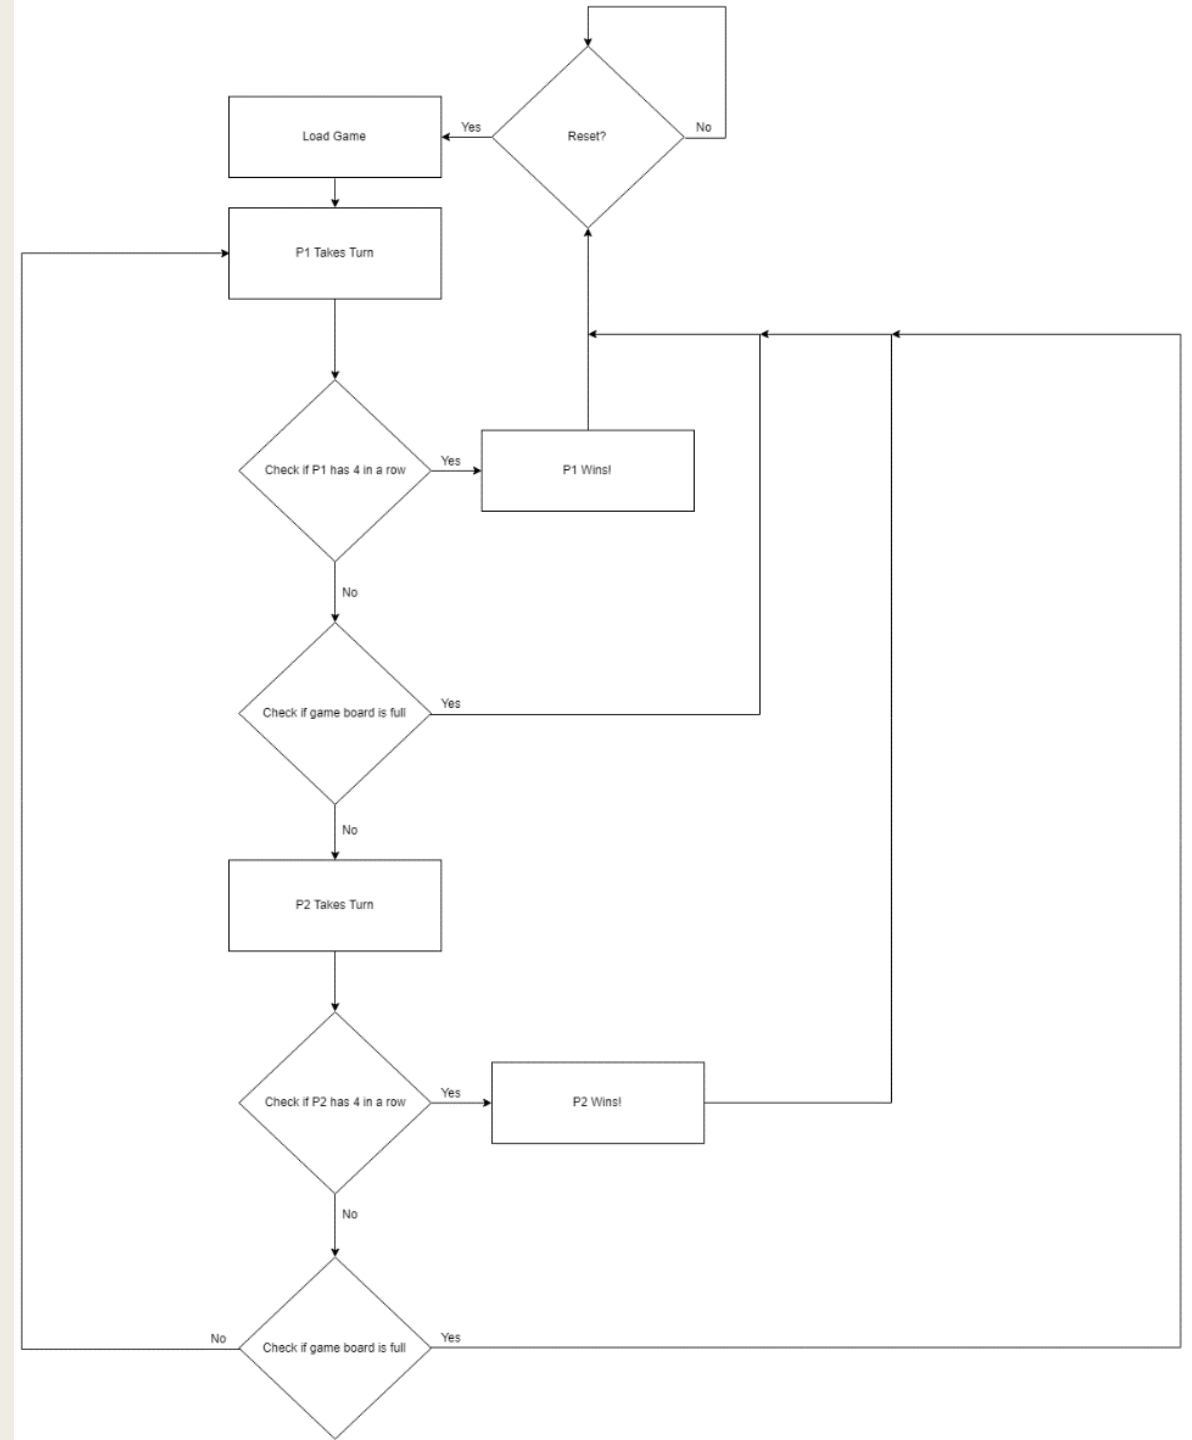 Load Game
Yes
Reset?
No
P1 Takes Turn
Check if P1 has 4 in a row
Yes
P1 Wins!
No
Check if game board is full
Yes
No
P2 Takes Turn
Check if P2 has 4 in a row
Yes
P2 Wins!
No
No
Check if game board is full
Yes